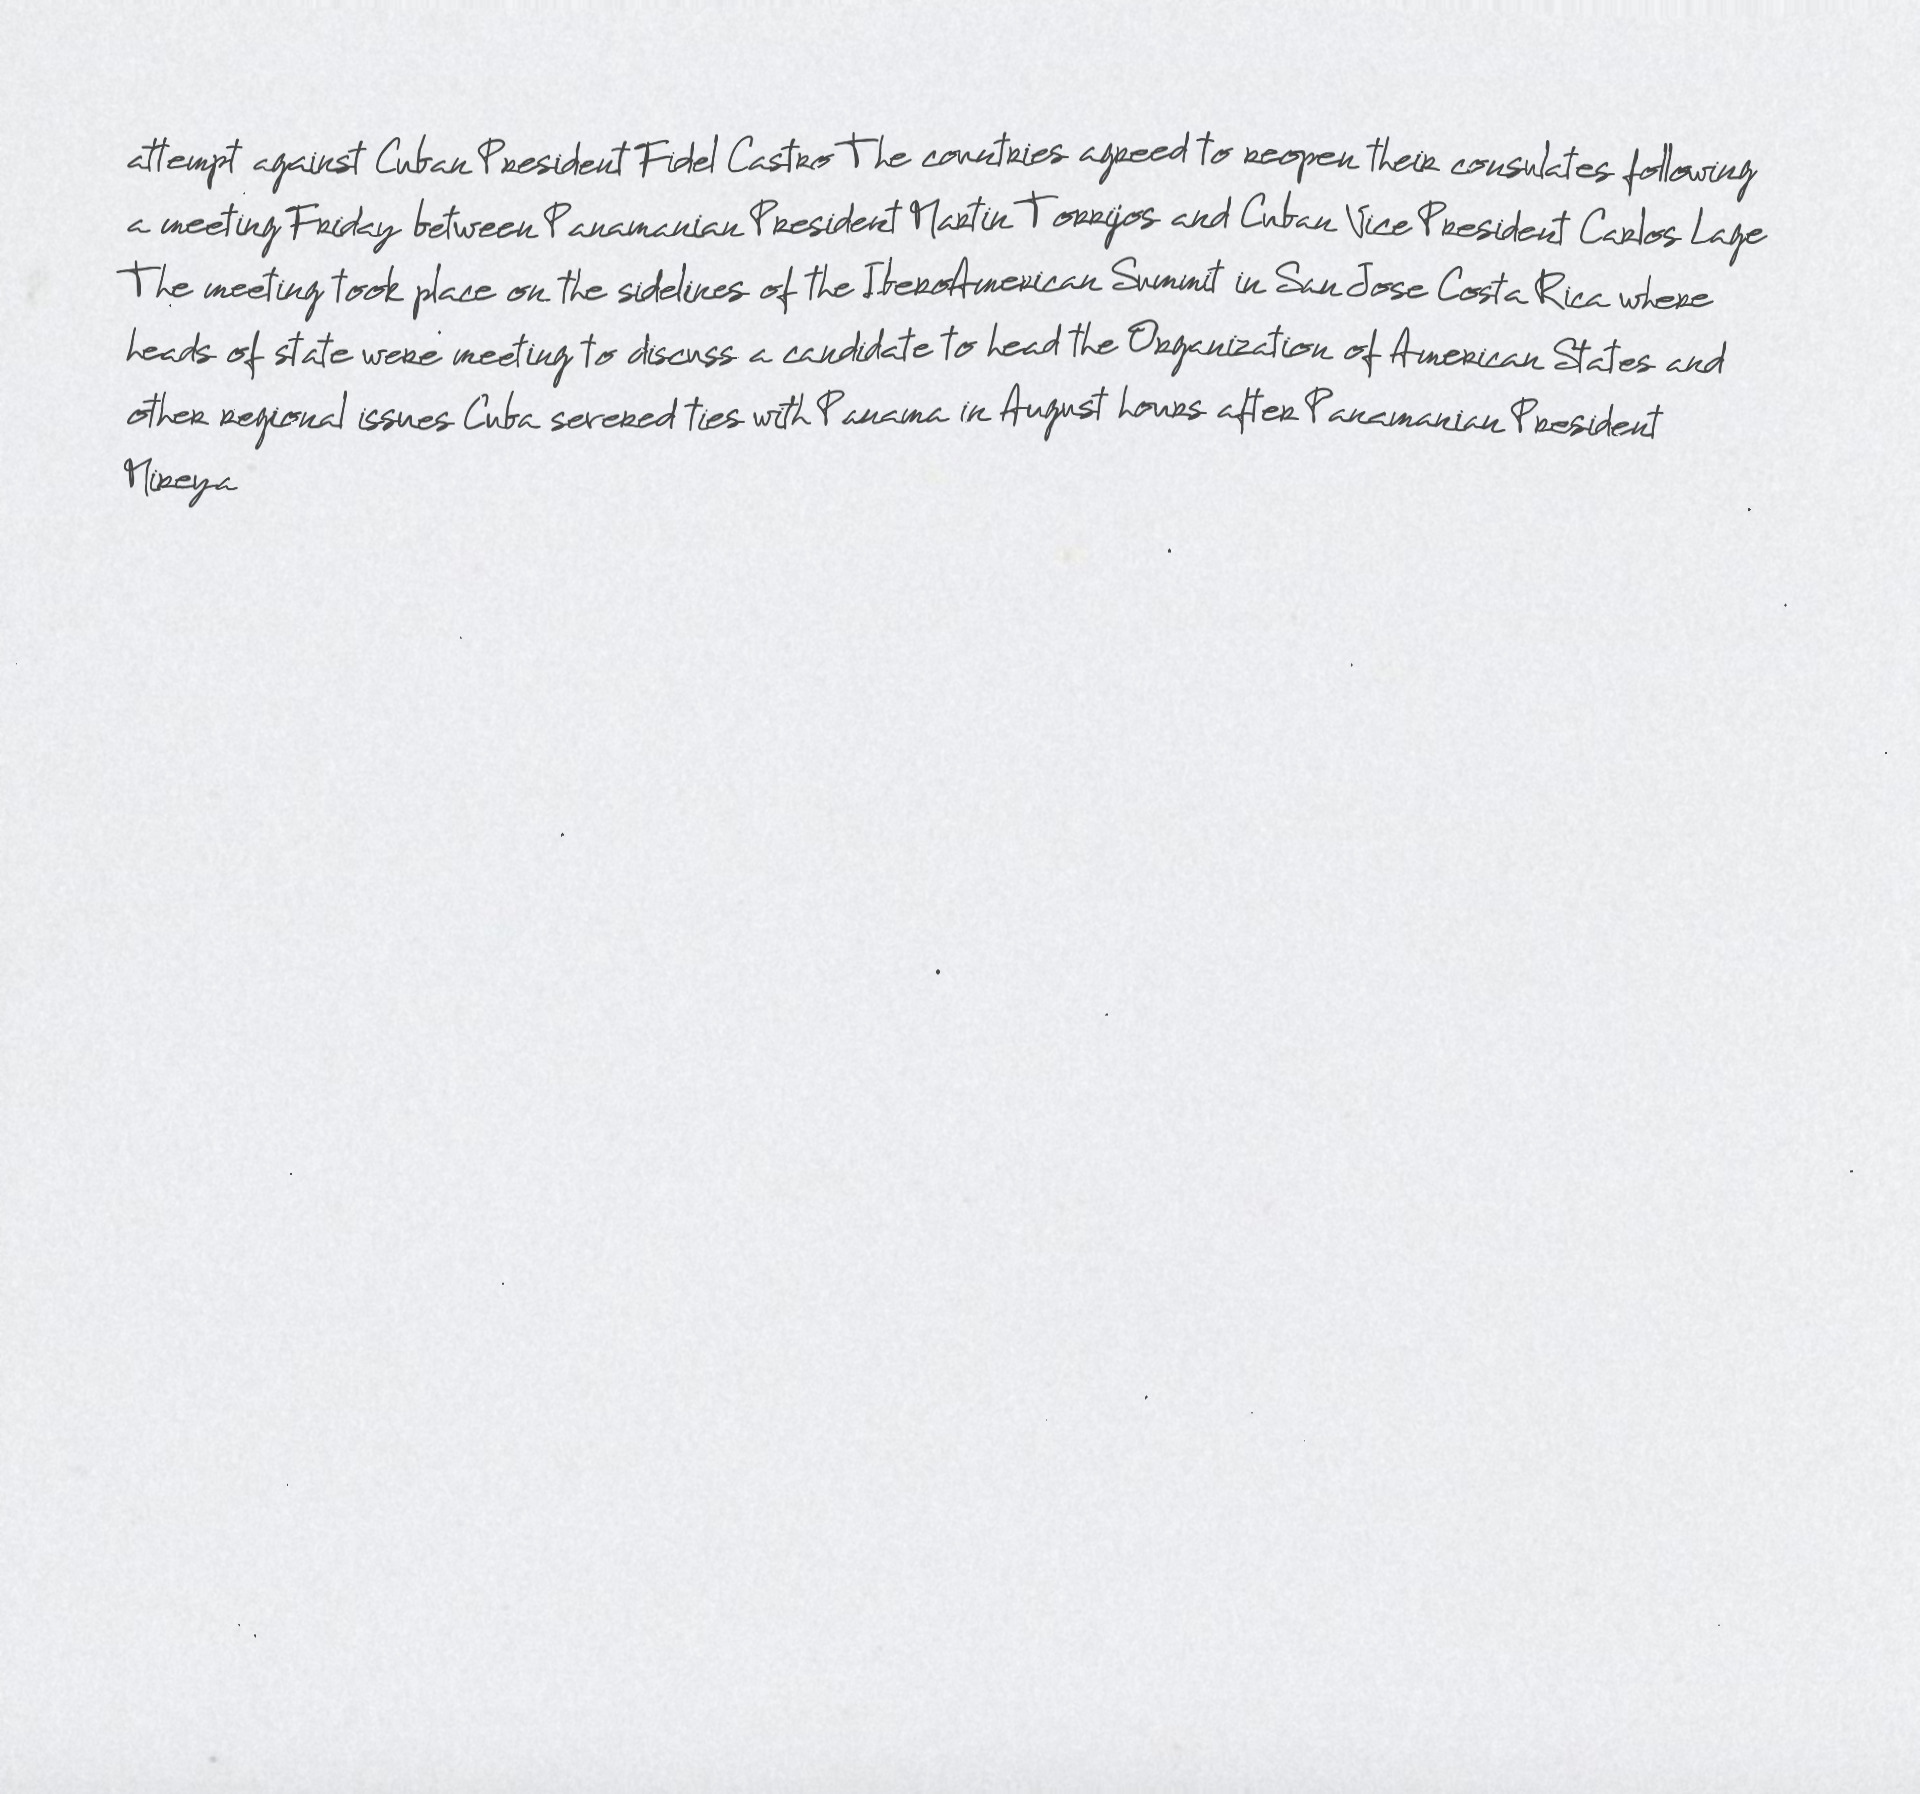 attempt against Cuban President Fidel Castro The countries agreed to reopen their consulates following
a meeting Friday between Panamanian President Martin Torrijos and Cuban Vice President Carlos Lage
The meeting took place on the sidelines of the IberoAmerican Summit in San Jose Costa Rica where
heads of state were meeting to discuss a candidate to head the Organization of American States and
other regional issues Cuba severed ties with Panama in August hours after Panamanian President
Mireya